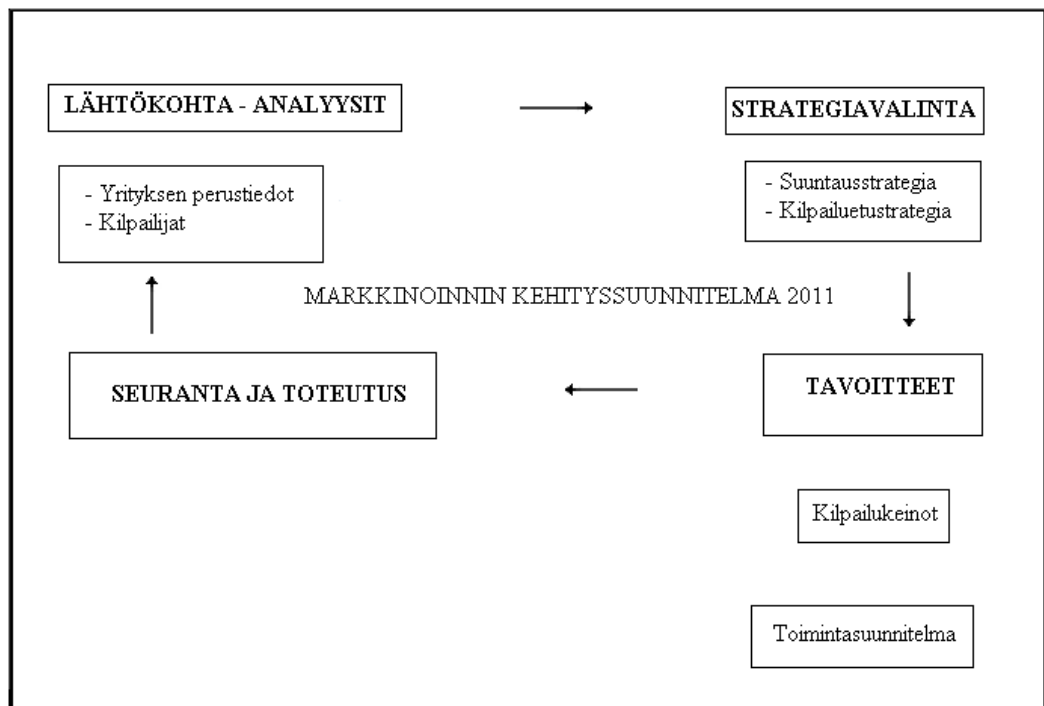 LÄHTÖKOHTA - ANALYYSIT
STRATEGIAVALINTA
- Yrityksen perustiedot
- Kilpailijat
- Suuntausstrategia
- Kilpailuetustrategia
MARKKINOINNIN KEHITYSSUUNNITELMA 2011
SEURANTA JA TOTEUTUS
TAVOITTEET
Kilpailukeinot
Toimintasuunnitelma